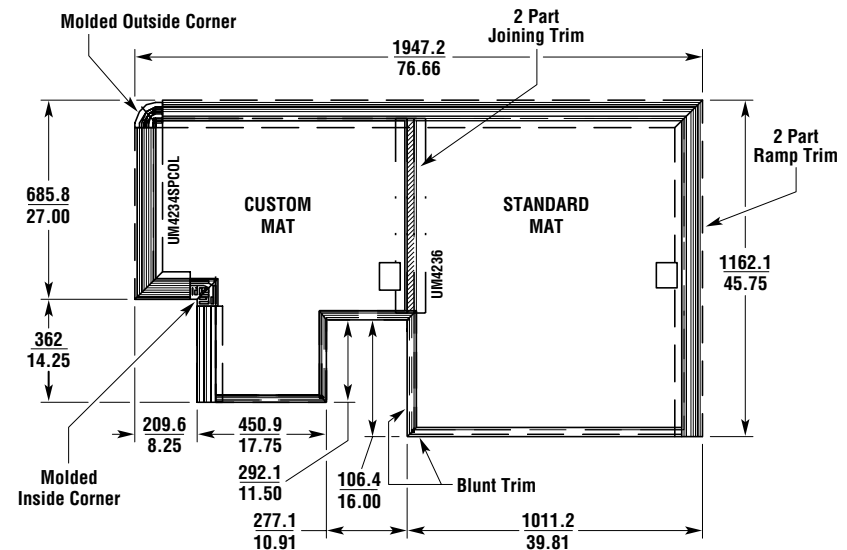 Molded Outside Corner
2 Part
Joining Trim
1947.2
76.66
2 Part
Ramp Trim
685.8
27.00
UM4234SPCOL
CUSTOM
MAT
STANDARD
MAT
UM4236
1162.1
45.75
362
14.25
209.6
8.25
450.9
17.75
292.1
11.50
106.4
16.00
Molded
Inside Corner
Blunt Trim
277.1
10.91
1011.2
39.81